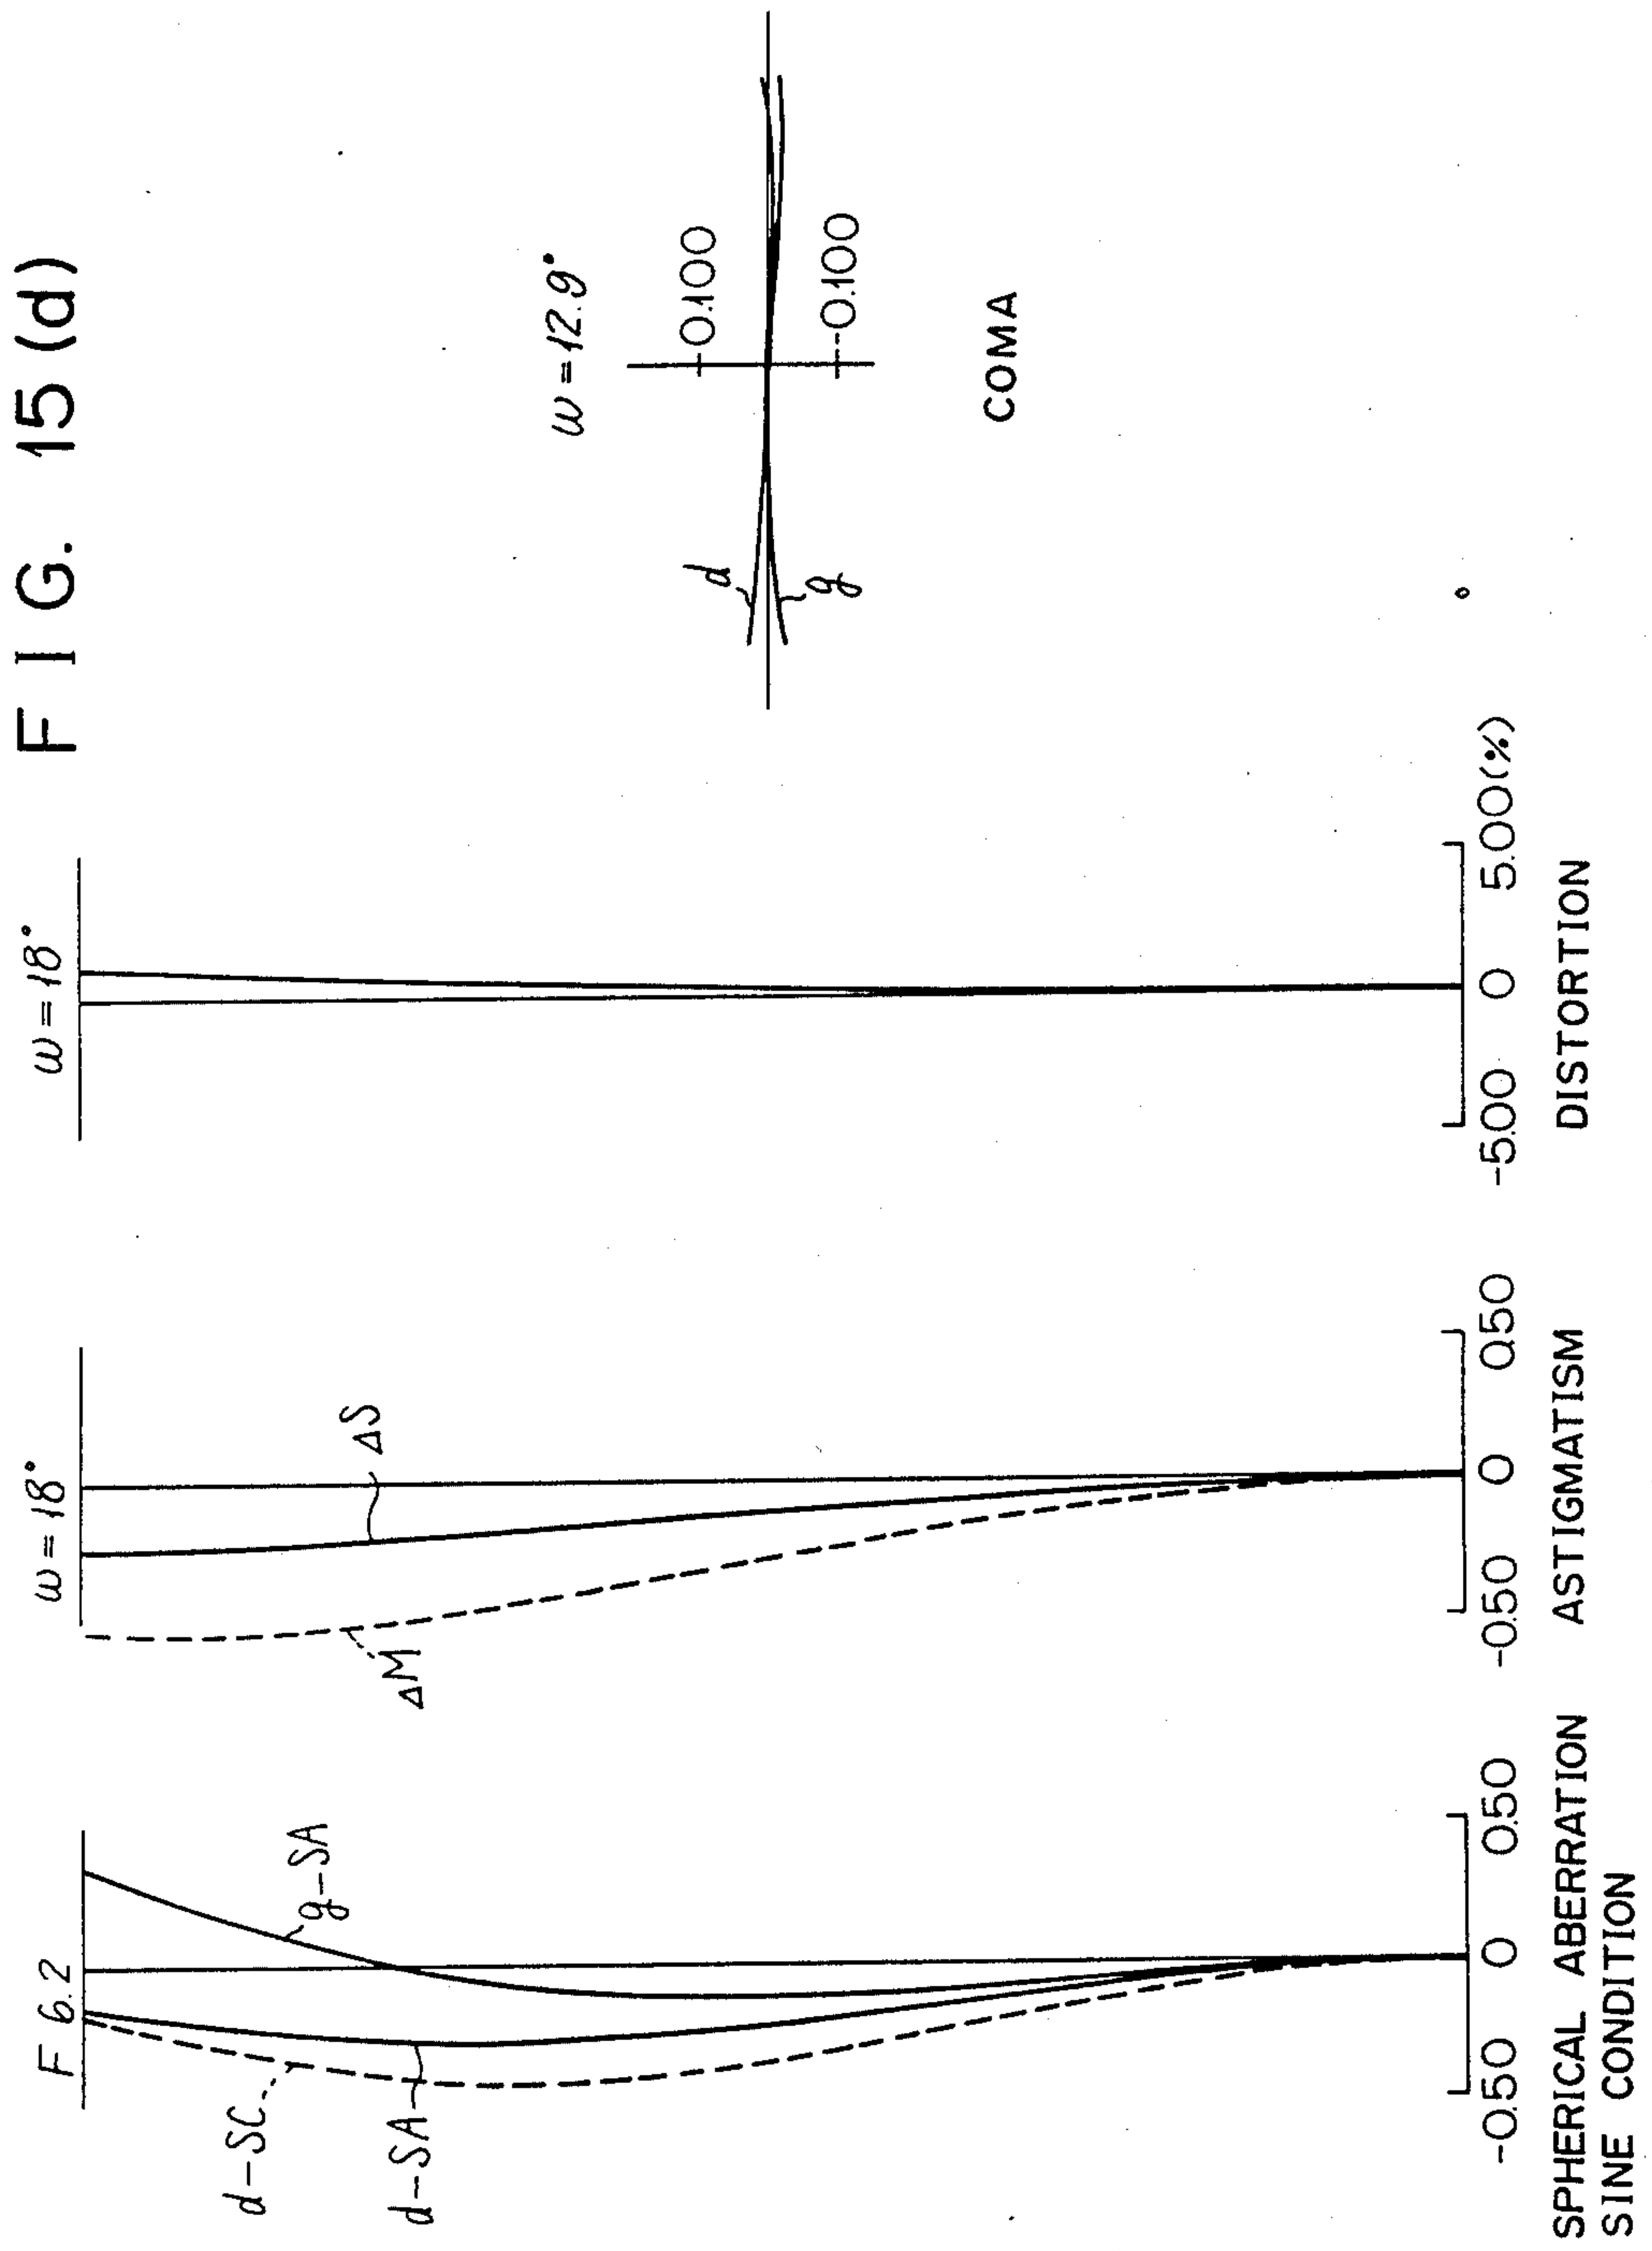 FIG. 15 (d)
F 6.2
d-SC
d-SA
g-SA
-0.50 0 0.50
SPHERICAL ABERRATION
SINE CONDITION
ω = 18°
ΔM
ΔS
-0.50 0 0.50
ASTIGMATISM
ω = 18°
-5.00 0 5.00 (%)
DISTORTION
ω = 12.9°
0.100
-0.100
d
g
COMA